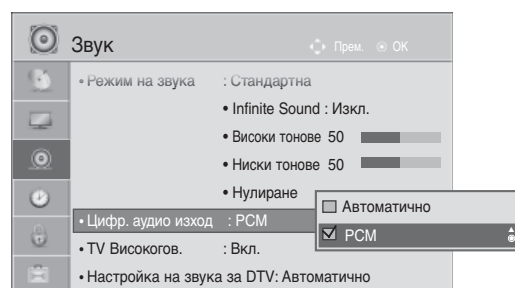 Звук
Прем. OK
• Режим на звука : Стандартна
• Infinite Sound : Изкл.
• Високи тонове 50
• Ниски тонове 50
• Нулиране
Автоматично
• Цифр. аудио изход : PCM
PCM
• TV Високогов. : Вкл.
• Настройка на звука за DTV: Автоматично